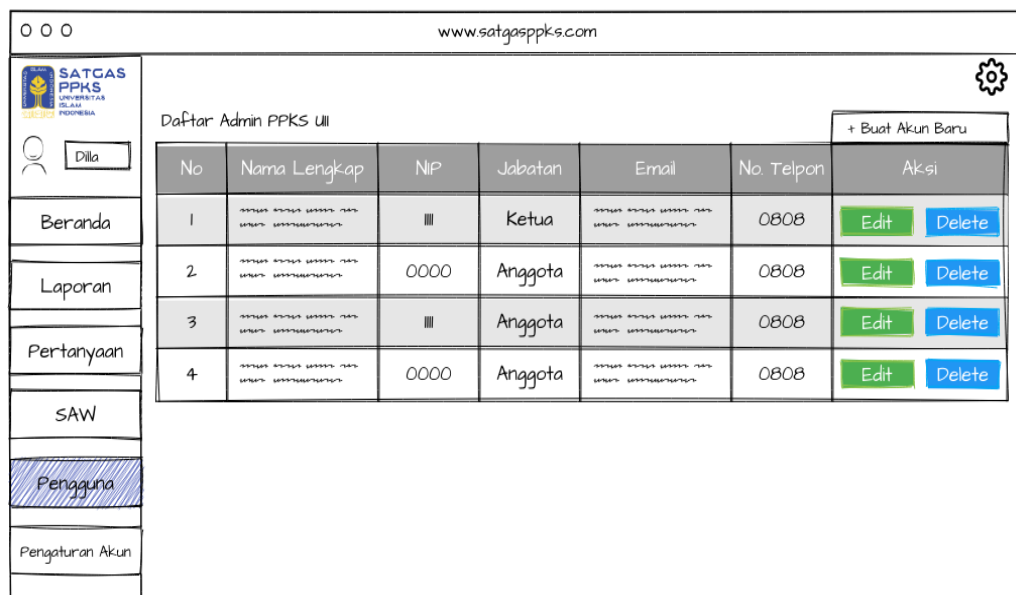 www.satgasppks.com
SATGAS
PPKS
UNIVERSITAS
ISLAM
INDONESIA
Dilla
Beranda
Laporan
Pertanyaan
SAW
Pengguna
Pengaturan Akun
Daftar Admin PPKS UII
+ Buat Akun Baru
No Nama Lengkap NIP Jabatan Email No. Telpon Aksi
1 1111 Ketua 0808 Edit Delete
2 0000 Anggota 0808 Edit Delete
3 1111 Anggota 0808 Edit Delete
4 0000 Anggota 0808 Edit Delete